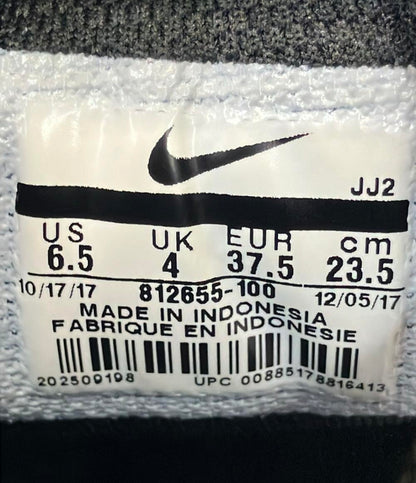 JJ2
US UK EUR cm
6.5 4 37.5 23.5
10/17/17 812655-100 12/05/17
MADE IN INDONESIA
FABRIQUE EN INDONESIE
202509198 UPC 00885178816413